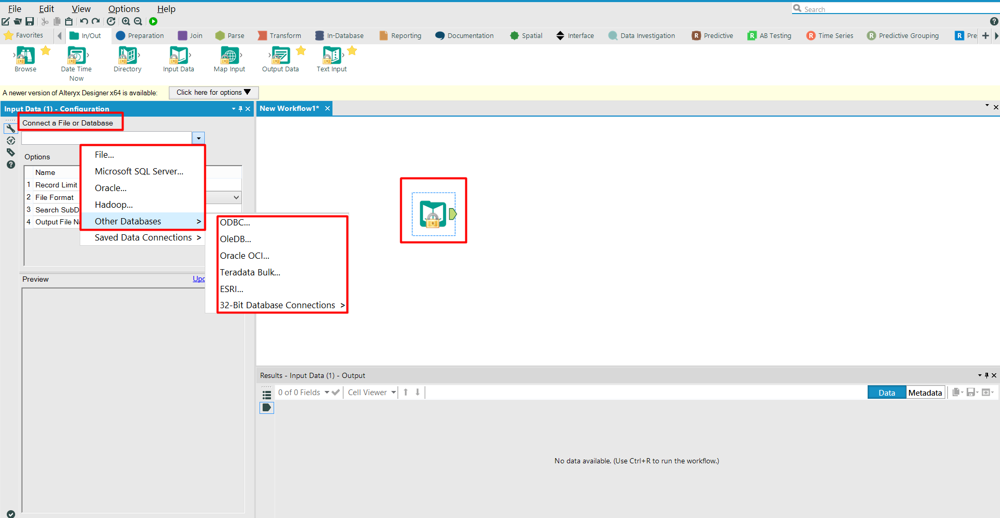 File Edit View Options Help
Search
Favorites In/Out Preparation Join Parse Transform In-Database Reporting Documentation Spatial Interface Data Investigation Predictive AB Testing Time Series Predictive Grouping Pre
Browse Date Time Now Directory Input Data Map Input Output Data Text Input
A newer version of Alteryx Designer x64 is available: Click here for options
Input Data (1) - Configuration
New Workflow1*
Connect a File or Database
File...
Options
Microsoft SQL Server...
Name
Oracle...
1 Record Limit
2 File Format
Hadoop...
3 Search SubD
Other Databases >
4 Output File Na
Saved Data Connections >
ODBC...
OleDB...
Oracle OCI...
Teradata Bulk...
ESRI...
32-Bit Database Connections >
Preview Upd
Results - Input Data (1) - Output
0 of 0 Fields Cell Viewer Data Metadata
No data available. (Use Ctrl+R to run the workflow.)